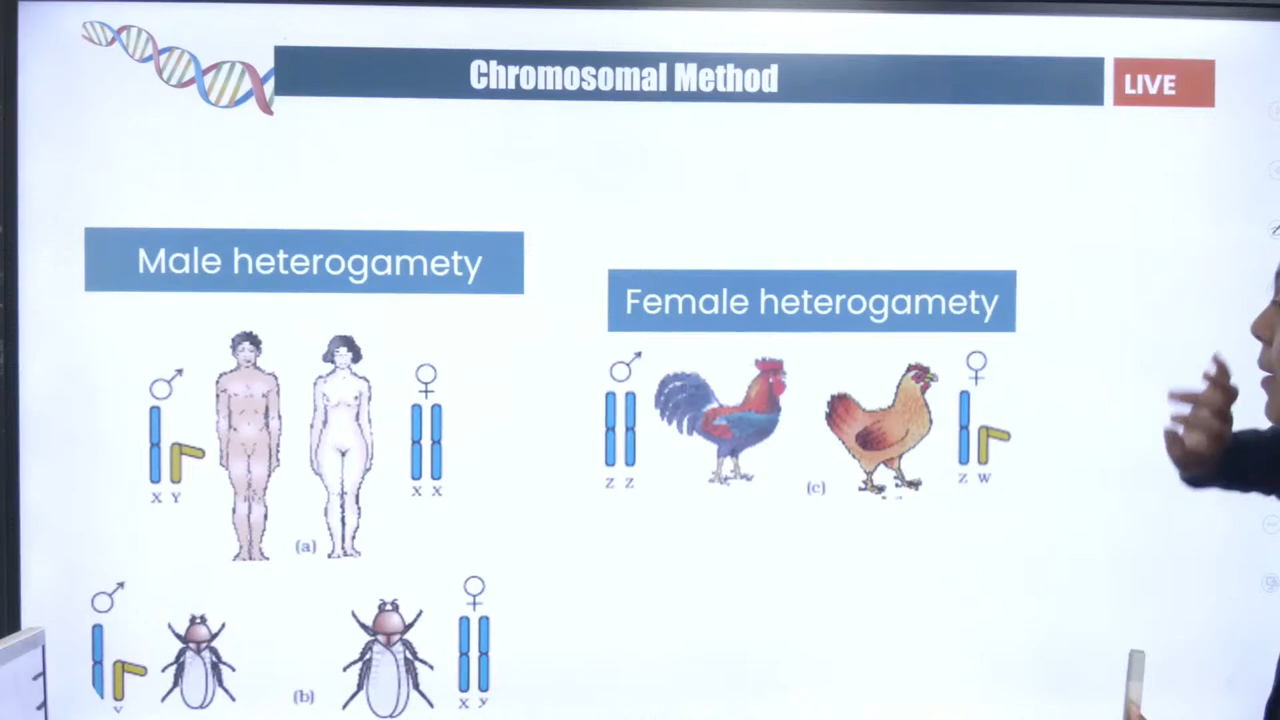 Chromosomal Method
LIVE
Male heterogamety
Female heterogamety
X Y
X X
(a)
Z Z
(c)
Z W
(b)
X y